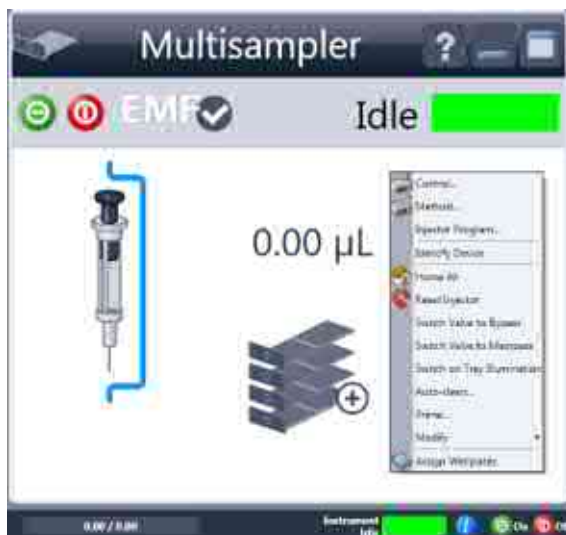 Multisampler ?
EMF Idle
0.00 µL
Control...
Method...
Injector Program...
Identify Device
Home All
Reset Injector
Switch Valve to Bypass
Switch Valve to Mainpass
Switch on Tray Illumination
Auto-clean...
Prime...
Modify
Assign Wellplates
0.00 / 0.00 Instrument On
Idle